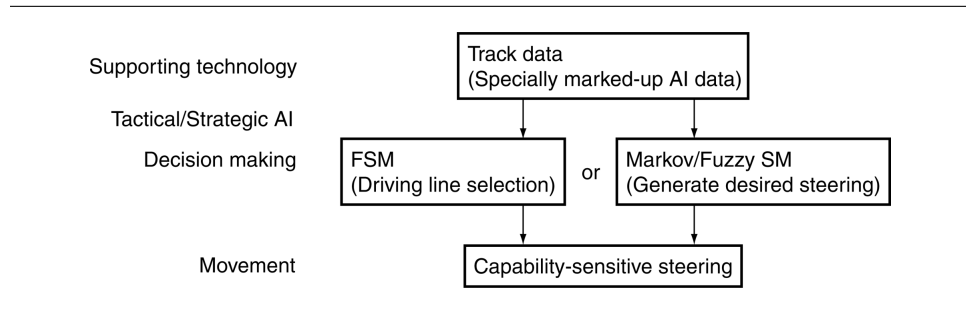 Supporting technology
Track data
(Specially marked-up AI data)
Tactical/Strategic AI
Decision making
FSM
(Driving line selection)
or
Markov/Fuzzy SM
(Generate desired steering)
Movement
Capability-sensitive steering